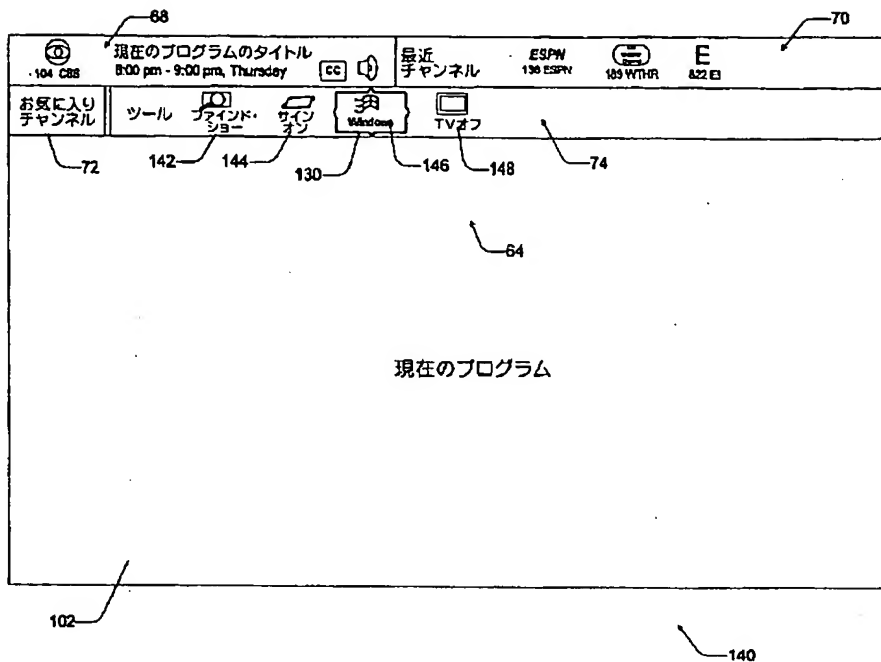 68
70
現在のプログラムのタイトル
8:00 pm - 9:00 pm, Thursday
104 CBS
CC
最近
チャンネル
ESPN
189 WTHR
E
822 E
お気に入り
チャンネル
ツール
ファインド・
ショー
サイン
オン
Windows
TVオフ
72
142
144
130
146
148
74
64
現在のプログラム
102
140